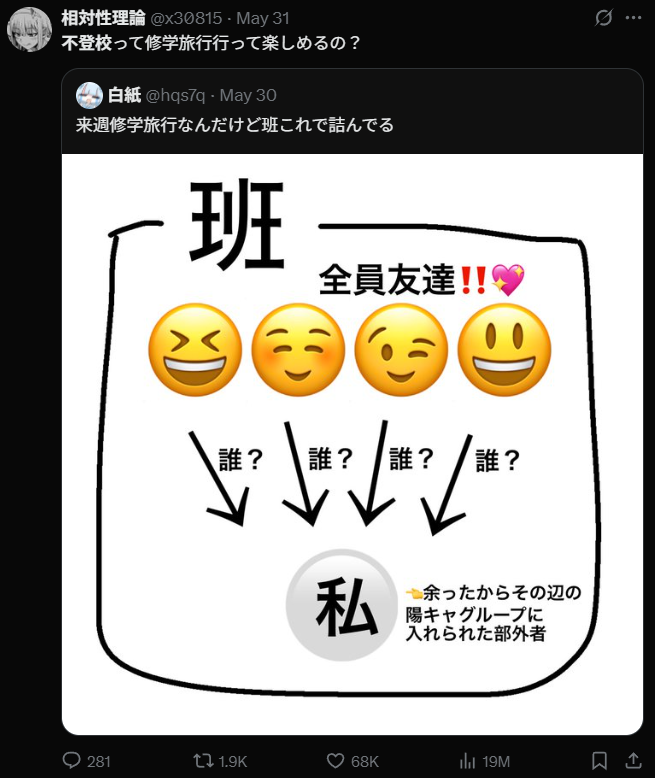 相対性理論 @x30815 · May 31
不登校って修学旅行行って楽しめるの？
白紙 @hqs7q · May 30
来週修学旅行なんだけど班これで詰んでる
班
全員友達‼️💖
誰？ 誰？ 誰？ 誰？
私
👈余ったからその辺の
陽キャグループに
入れられた部外者
281 1.9K 68K 19M